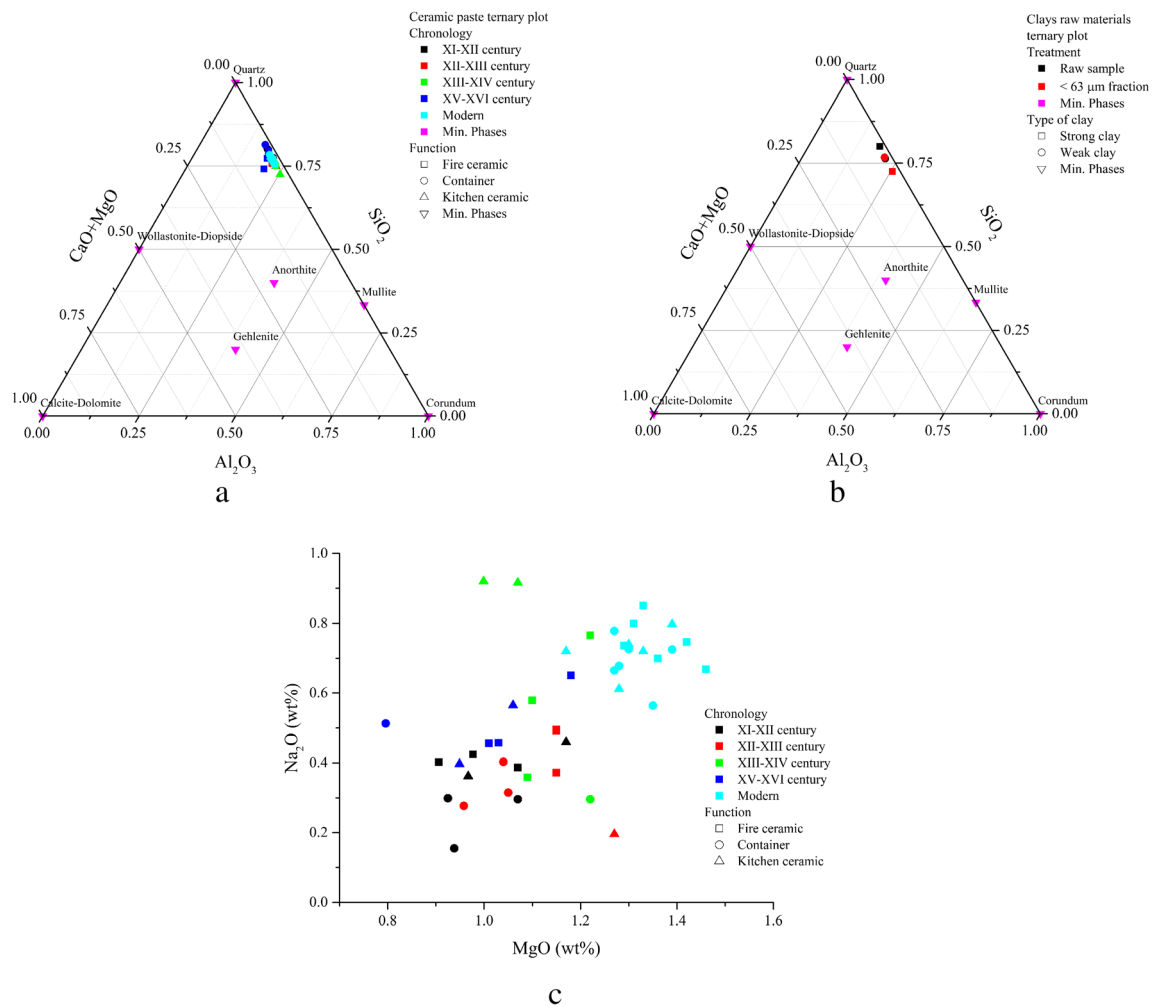 Ceramic paste ternary plot
Chronology
XI-XII century
XII-XIII century
XIII-XIV century
XV-XVI century
Modern
Min. Phases
Function
Fire ceramic
Container
Kitchen ceramic
Min. Phases
0.00
Quartz
1.00
0.25
0.75
CaO+MgO
SiO2
0.50
Wollastonite-Diopside
0.50
Anorthite
Mullite
0.75
Gehlenite
0.25
1.00
Calcite-Dolomite
Corundum
0.00
0.00
0.25
0.50
0.75
1.00
Al2O3
a
Clays raw materials
ternary plot
Treatment
Raw sample
< 63 μm fraction
Min. Phases
Type of clay
Strong clay
Weak clay
Min. Phases
0.00
Quartz
1.00
0.25
0.75
CaO+MgO
SiO2
0.50
Wollastonite-Diopside
0.50
Anorthite
Mullite
0.75
Gehlenite
0.25
1.00
Calcite-Dolomite
Corundum
0.00
0.00
0.25
0.50
0.75
1.00
Al2O3
b
1.0
0.8
0.6
0.4
0.2
0.0
Na2O (wt%)
0.8
1.0
1.2
1.4
1.6
MgO (wt%)
Chronology
XI-XII century
XII-XIII century
XIII-XIV century
XV-XVI century
Modern
Function
Fire ceramic
Container
Kitchen ceramic
c